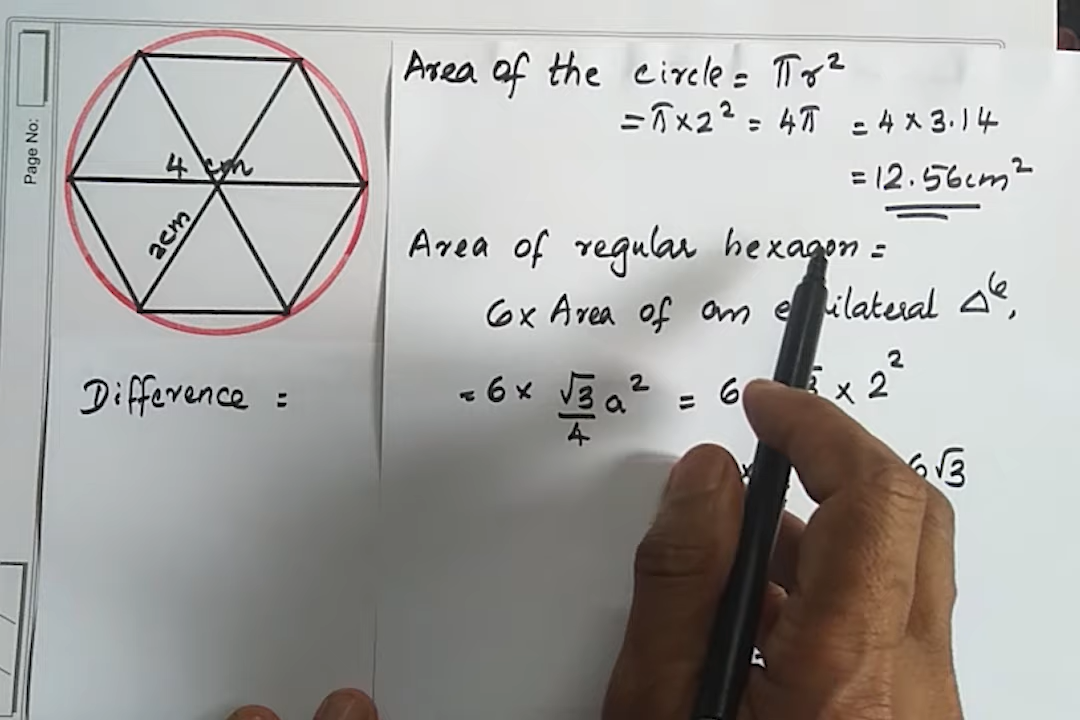 Page No:
4 cm
2cm
Difference =
Area of the circle = πr²
= π×2² = 4π = 4 × 3.14
= 12.56cm²
Area of regular hexagon =
6× Area of an Δˡᵉ,
= 6 × √3/4 a² = 6 × 2²
6√3